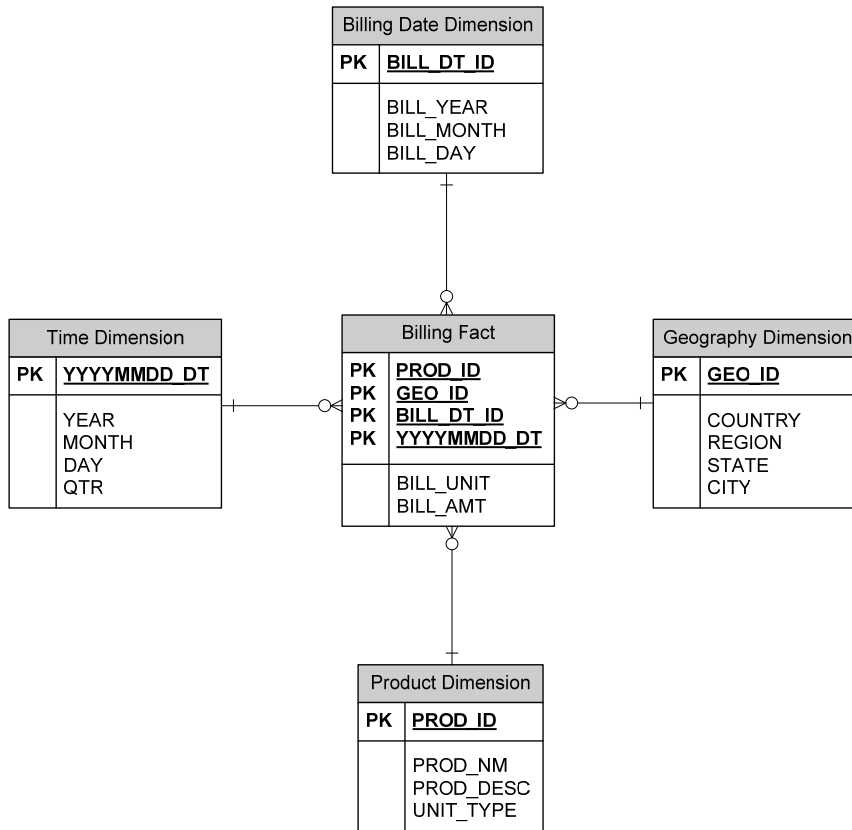 Billing Date Dimension
PK BILL_DT_ID
BILL_YEAR
BILL_MONTH
BILL_DAY
Time Dimension
PK YYYYMMDD_DT
YEAR
MONTH
DAY
QTR
Billing Fact
PK PROD_ID
PK GEO_ID
PK BILL_DT_ID
PK YYYYMMDD_DT
BILL_UNIT
BILL_AMT
Geography Dimension
PK GEO_ID
COUNTRY
REGION
STATE
CITY
Product Dimension
PK PROD_ID
PROD_NM
PROD_DESC
UNIT_TYPE